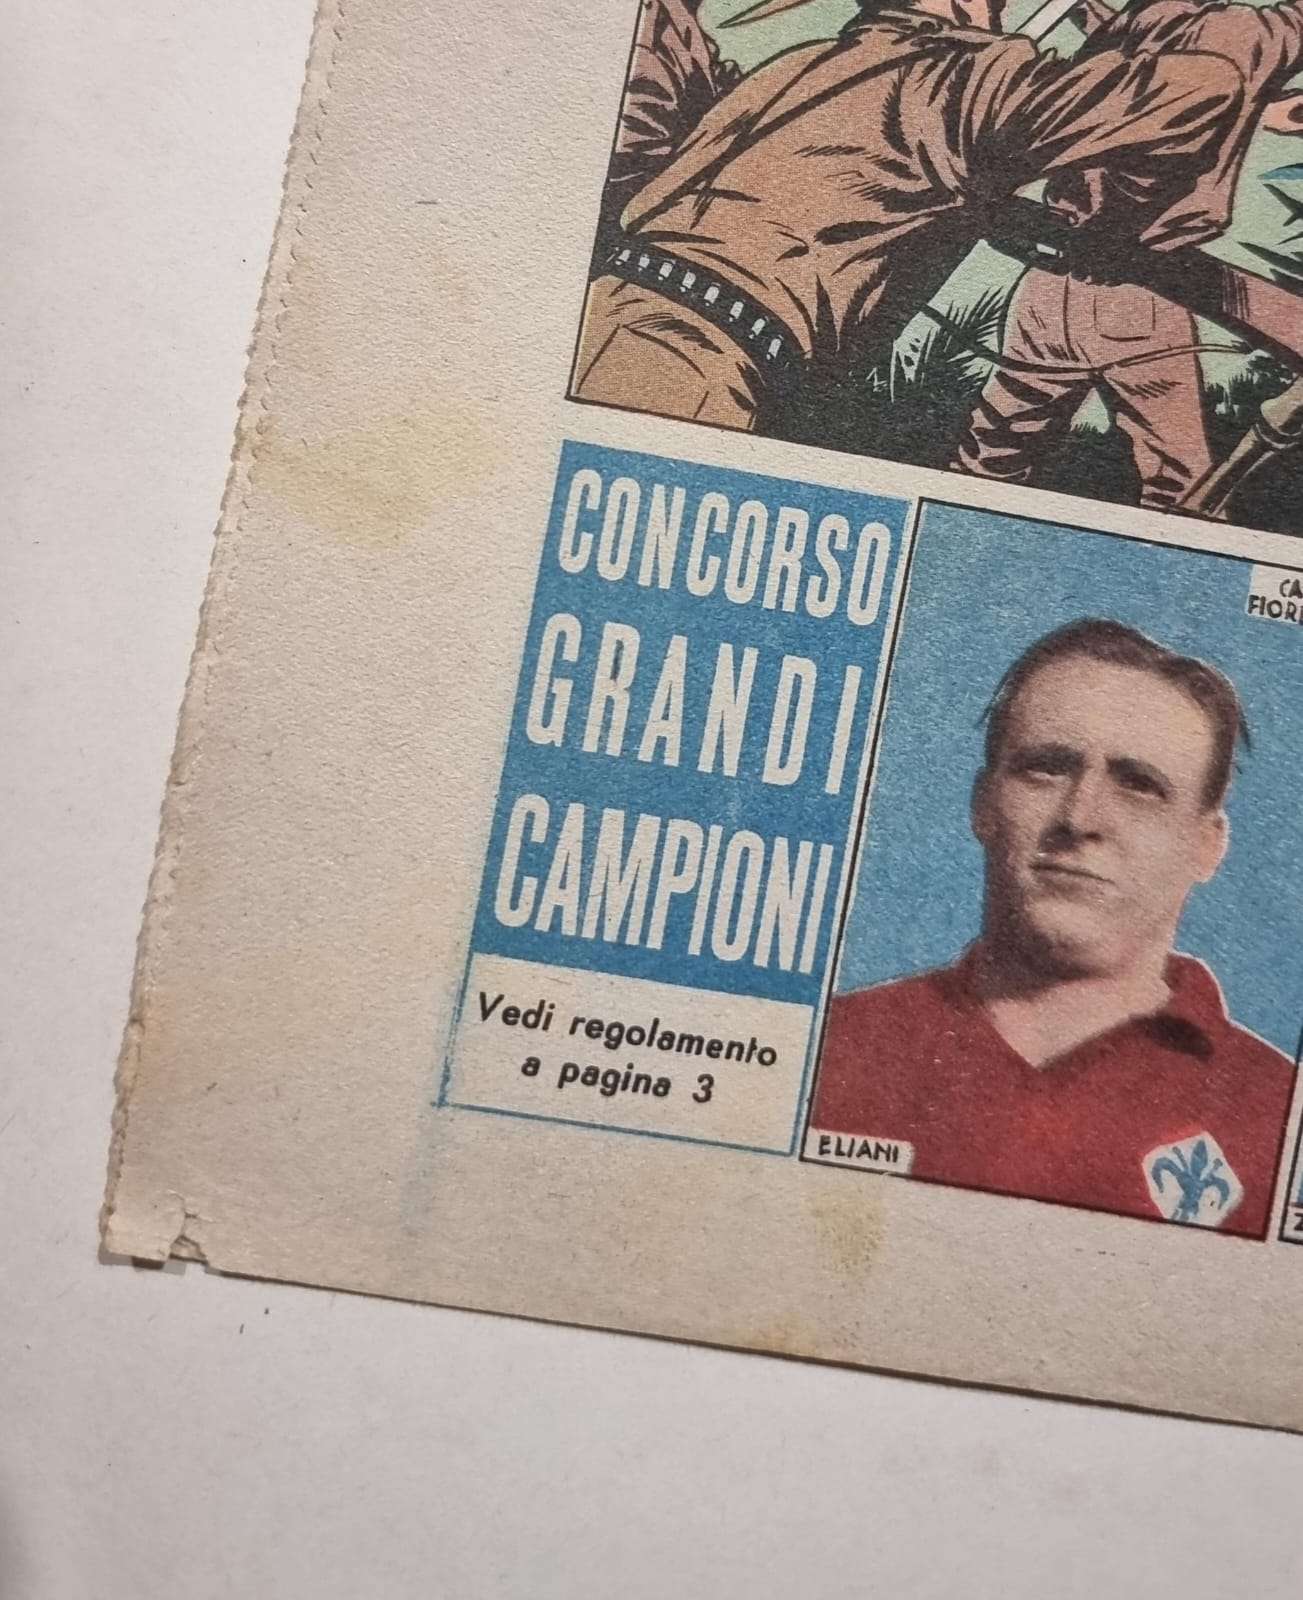 CONCORSO
GRANDI
CAMPIONI
Vedi regolamento
a pagina 3
ELIANI